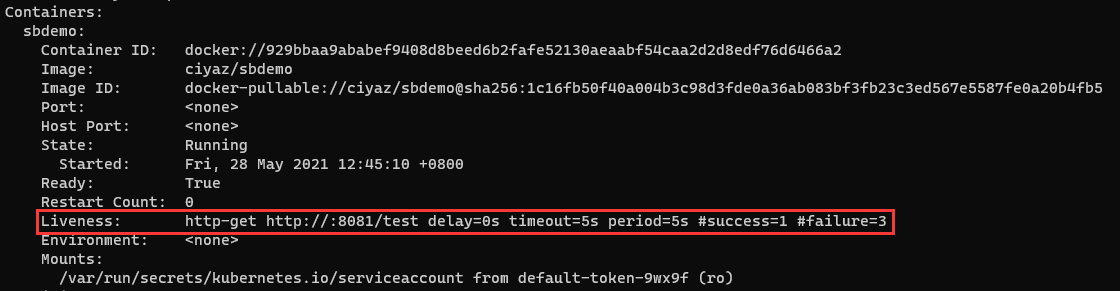 Containers:
  sbdemo:
    Container ID:   docker://929bbaa9ababef9408d8beed6b2fafe52130aeaabf54caa2d2d8edf76d6466a2
    Image:          ciyaz/sbdemo
    Image ID:       docker-pullable://ciyaz/sbdemo@sha256:1c16fb50f40a004b3c98d3fde0a36ab083bf3fb23c3ed567e5587fe0a20b4fb5
    Port:           <none>
    Host Port:      <none>
    State:          Running
      Started:      Fri, 28 May 2021 12:45:10 +0800
    Ready:          True
    Restart Count:  0
    Liveness:       http-get http://:8081/test delay=0s timeout=5s period=5s #success=1 #failure=3
    Environment:    <none>
    Mounts:
      /var/run/secrets/kubernetes.io/serviceaccount from default-token-9wx9f (ro)